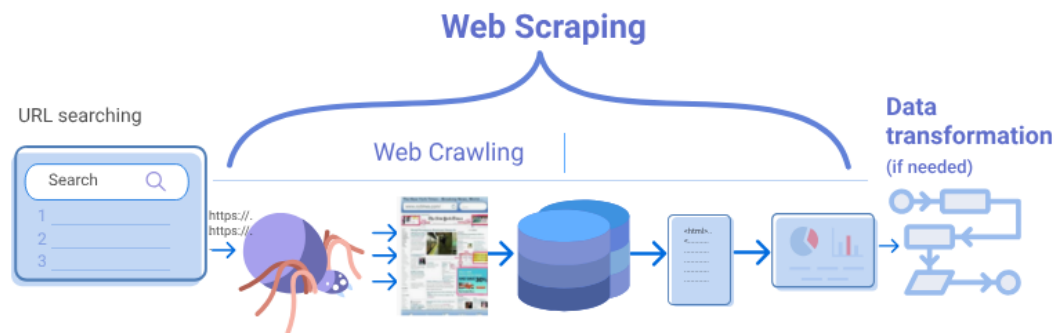 Web Scraping
URL searching
Data
transformation
(if needed)
Web Crawling
Search
1
2
3
https://.
https://.
<html>..
<......